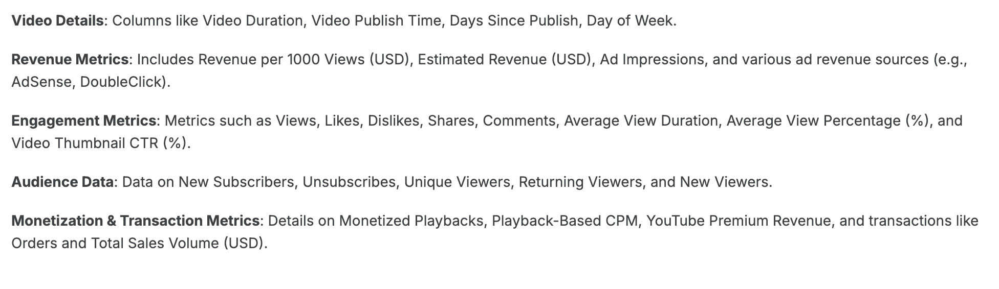 Video Details: Columns like Video Duration, Video Publish Time, Days Since Publish, Day of Week.
Revenue Metrics: Includes Revenue per 1000 Views (USD), Estimated Revenue (USD), Ad Impressions, and various ad revenue sources (e.g.,
AdSense, DoubleClick).
Engagement Metrics: Metrics such as Views, Likes, Dislikes, Shares, Comments, Average View Duration, Average View Percentage (%), and
Video Thumbnail CTR (%).
Audience Data: Data on New Subscribers, Unsubscribes, Unique Viewers, Returning Viewers, and New Viewers.
Monetization & Transaction Metrics: Details on Monetized Playbacks, Playback-Based CPM, YouTube Premium Revenue, and transactions like
Orders and Total Sales Volume (USD).